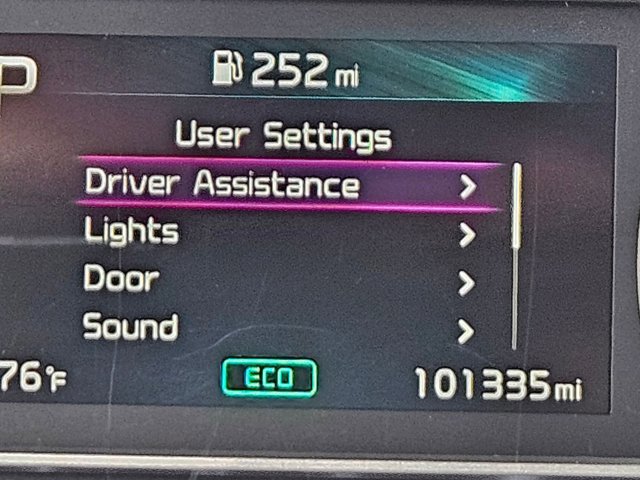 P
252 mi
User Settings
Driver Assistance >
Lights >
Door >
Sound >
76°F
ECO
101335 mi